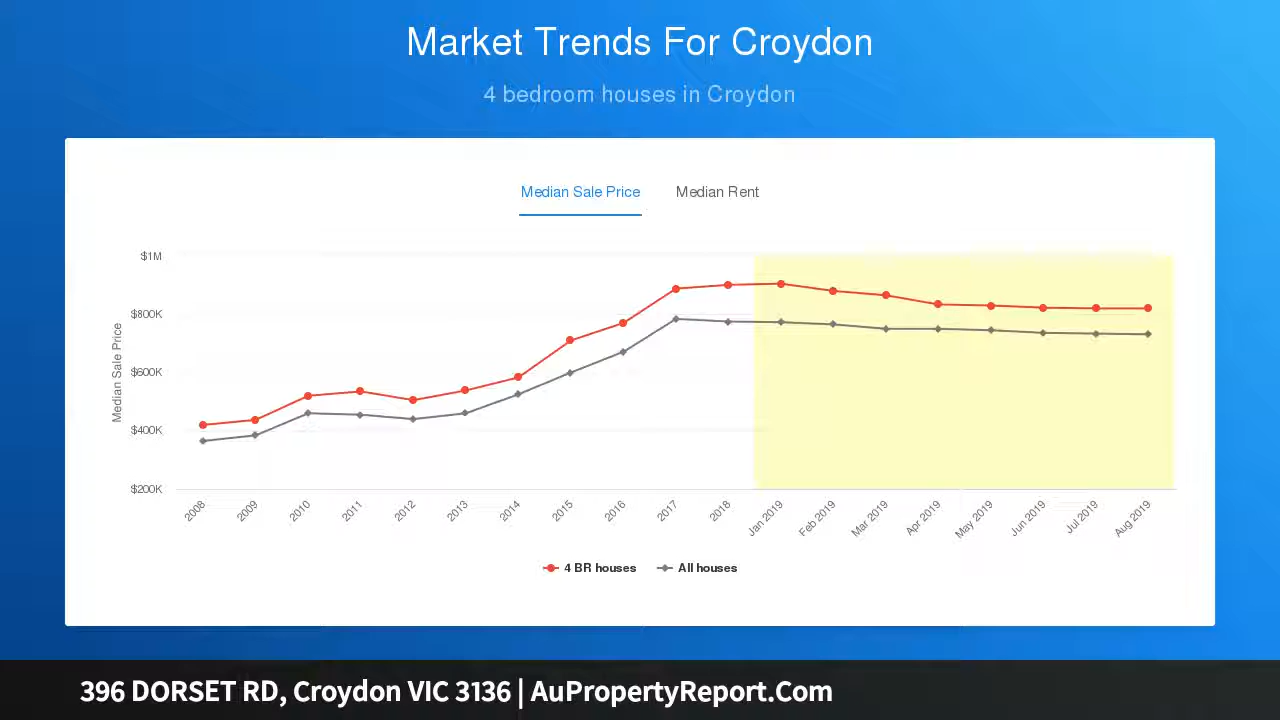 Market Trends For Croydon
4 bedroom houses in Croydon
Median Sale Price Median Rent
$1M
$800K
$600K
$400K
$200K
Median Sale Price
2008 2009 2010 2011 2012 2013 2014 2015 2016 2017 2018 Jan 2019 Feb 2019 Mar 2019 Apr 2019 May 2019 Jun 2019 Jul 2019 Aug 2019
4 BR houses All houses
396 DORSET RD, Croydon VIC 3136 | AuPropertyReport.Com